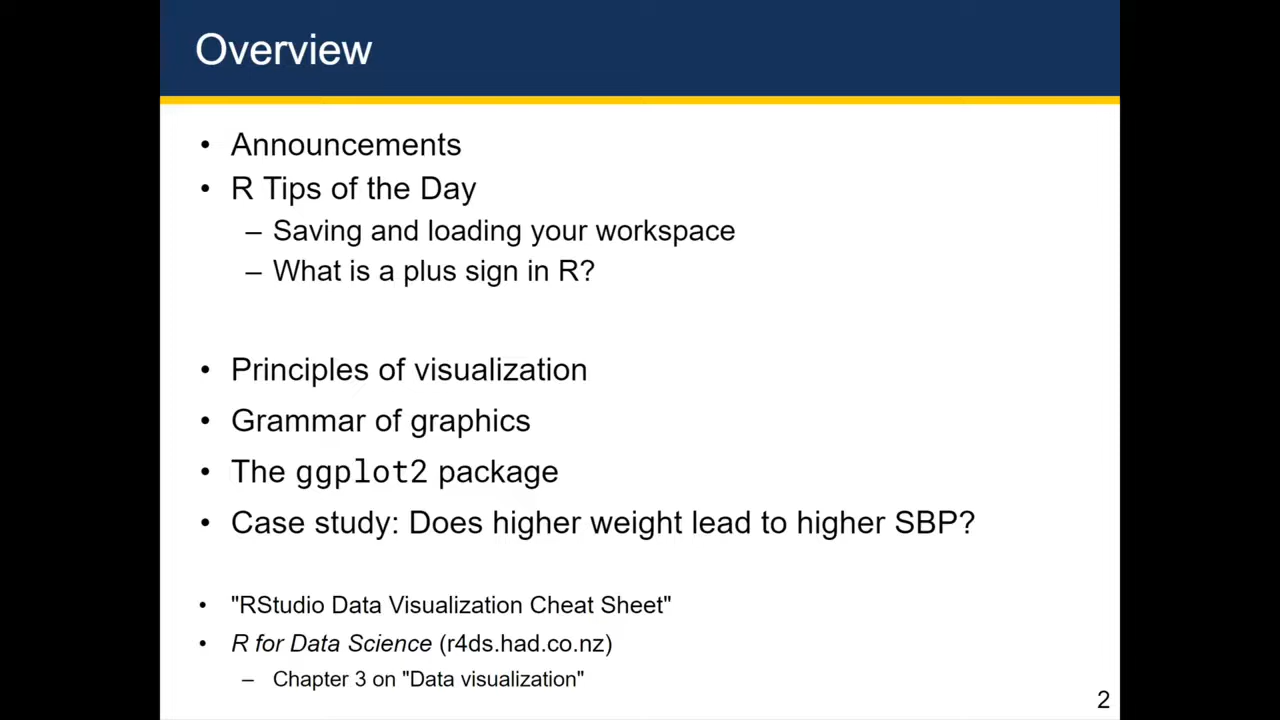 Overview
• Announcements
• R Tips of the Day
– Saving and loading your workspace
– What is a plus sign in R?
• Principles of visualization
• Grammar of graphics
• The ggplot2 package
• Case study: Does higher weight lead to higher SBP?
• "RStudio Data Visualization Cheat Sheet"
• R for Data Science (r4ds.had.co.nz)
– Chapter 3 on "Data visualization"
2